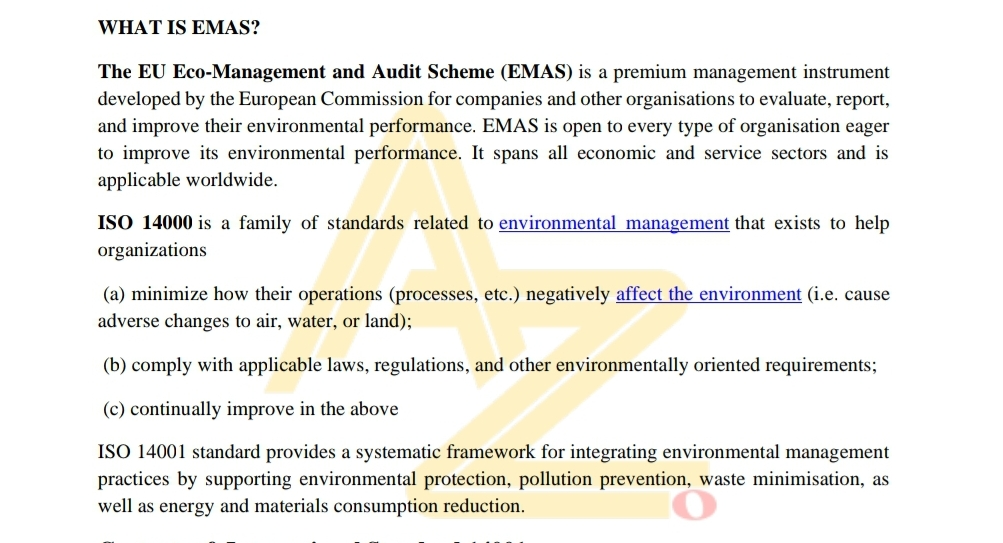 WHAT IS EMAS?
The EU Eco-Management and Audit Scheme (EMAS) is a premium management instrument
developed by the European Commission for companies and other organisations to evaluate, report,
and improve their environmental performance. EMAS is open to every type of organisation eager
to improve its environmental performance. It spans all economic and service sectors and is
applicable worldwide.
ISO 14000 is a family of standards related to environmental management that exists to help
organizations
(a) minimize how their operations (processes, etc.) negatively affect the environment (i.e. cause
adverse changes to air, water, or land);
(b) comply with applicable laws, regulations, and other environmentally oriented requirements;
(c) continually improve in the above
ISO 14001 standard provides a systematic framework for integrating environmental management
practices by supporting environmental protection, pollution prevention, waste minimisation, as
well as energy and materials consumption reduction.